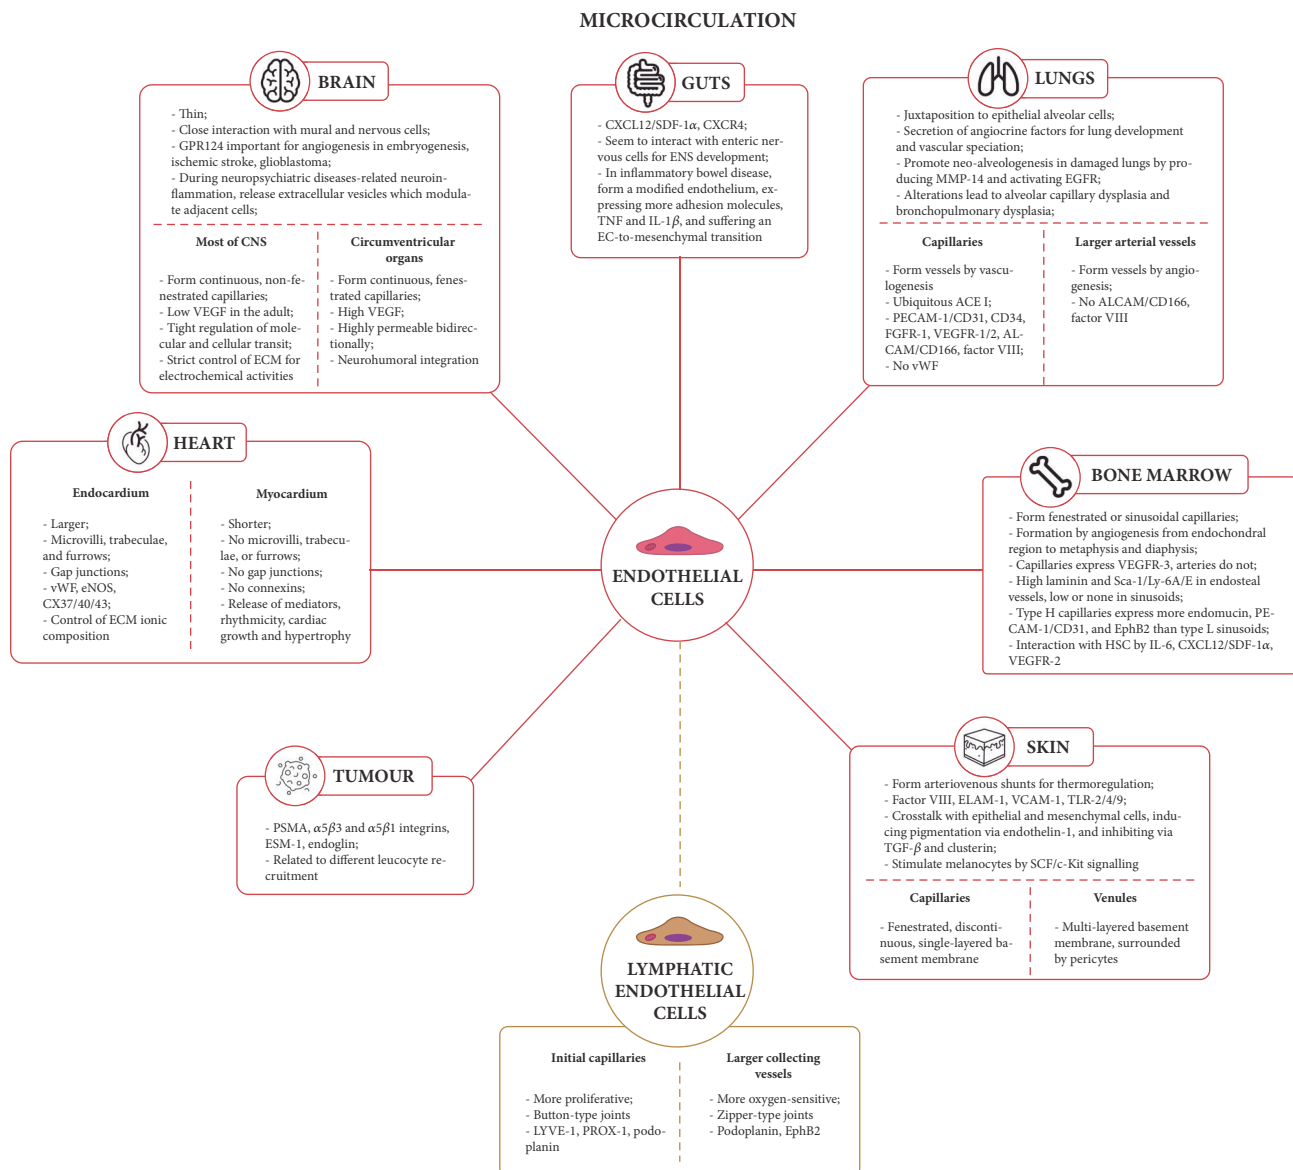 MICROCIRCULATION
BRAIN
- Thin;
- Close interaction with mural and nervous cells;
- GPR124 important for angiogenesis in embryogenesis,
ischemic stroke, glioblastoma;
- During neuropsychiatric diseases-related neuroin-
flammation, release extracellular vesicles which modula-
te adjacent cells;
Most of CNS
- Form continuous, non-fe-
nestrated capillaries;
- Low VEGF in the adult;
- Tight regulation of mole-
cular and cellular transit;
- Strict control of ECM for
electrochemical activities
Circumventricular
organs
- Form continuous, fenes-
trated capillaries;
- High VEGF;
- Highly permeable bidirec-
tionally;
- Neurohumoral integration
GUTS
- CXCL12/SDF-1α, CXCR4;
- Seem to interact with enteric ner-
vous cells for ENS development;
- In inflammatory bowel disease,
form a modified endothelium, ex-
pressing more adhesion molecules,
TNF and IL-1β, and suffering an
EC-to-mesenchymal transition
LUNGS
- Juxtaposition to epithelial alveolar cells;
- Secretion of angiocrine factors for lung development
and vascular speciation;
- Promote neo-alveologenesis in damaged lungs by pro-
ducing MMP-14 and activating EGFR;
- Alterations lead to alveolar capillary dysplasia and
bronchopulmonary dysplasia;
Capillaries
- Form vessels by vascu-
logenesis
- Ubiquitous ACE I;
- PECAM-1/CD31, CD34,
FGFR-1, VEGFR-1/2, AL-
CAM/CD166, factor VIII;
- No vWF
Larger arterial vessels
- Form vessels by angio-
genesis;
- No ALCAM/CD166,
factor VIII
HEART
Endocardium
- Larger;
- Microvilli, trabeculae,
and furrows;
- Gap junctions;
- vWF, eNOS,
CX37/40/43;
- Control of ECM ionic
composition
Myocardium
- Shorter;
- No microvilli, trabecu-
lae, or furrows;
- No gap junctions;
- No connexins;
- Release of mediators,
rhythmicity, cardiac
growth and hypertrophy
ENDOTHELIAL
CELLS
BONE MARROW
- Form fenestrated or sinusoidal capillaries;
- Formation by angiogenesis from endochondral
region to metaphysis and diaphysis;
- Capillaries express VEGFR-3, arteries do not;
- High laminin and Sca-1/Ly-6A/E in endosteal
vessels, low or none in sinusoids;
- Type H capillaries express more endomucin, PE-
CAM-1/CD31, and EphB2 than type L sinusoids;
- Interaction with HSC by IL-6, CXCL12/SDF-1α,
VEGFR-2
TUMOUR
- PSMA, α5β3 and α5β1 integrins,
ESM-1, endoglin;
- Related to different leucocyte re-
cruitment
SKIN
- Form arteriovenous shunts for thermoregulation;
- Factor VIII, ELAM-1, VCAM-1, TLR-2/4/9;
- Crosstalk with epithelial and mesenchymal cells, indu-
cing pigmentation via endothelin-1, and inhibiting via
TGF-β and clusterin;
- Stimulate melanocytes by SCF/c-Kit signalling
Capillaries
- Fenestrated, disconti-
nuous, single-layered ba-
sement membrane
Venules
- Multi-layered basement
membrane, surrounded
by pericytes
LYMPHATIC
ENDOTHELIAL
CELLS
Initial capillaries
- More proliferative;
- Button-type joints
- LYVE-1, PROX-1, podo-
planin
Larger collecting
vessels
- More oxygen-sensitive;
- Zipper-type joints
- Podoplanin, EphB2